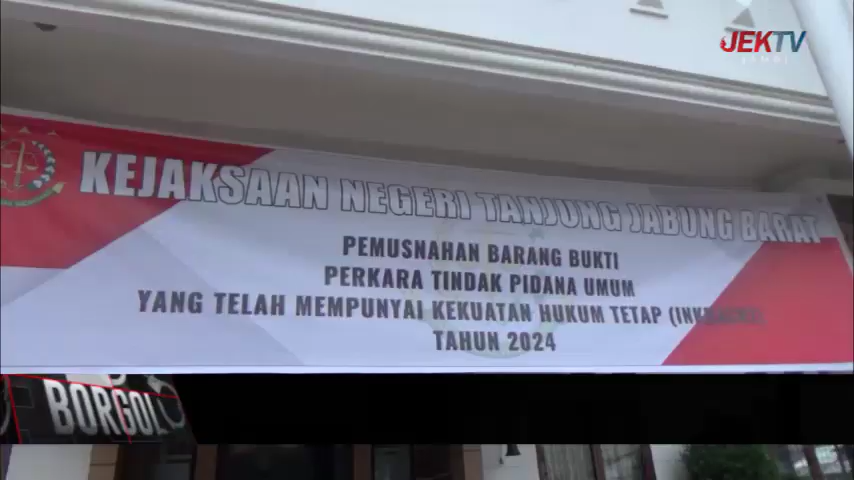 JEKTV
JAMBI
KEJAKSAAN NEGERI TANJUNG JABUNG BARAT
PEMUSNAHAN BARANG BUKTI
PERKARA TINDAK PIDANA UMUM
YANG TELAH MEMPUNYAI KEKUATAN HUKUM TETAP
TAHUN 2024
BORGOL